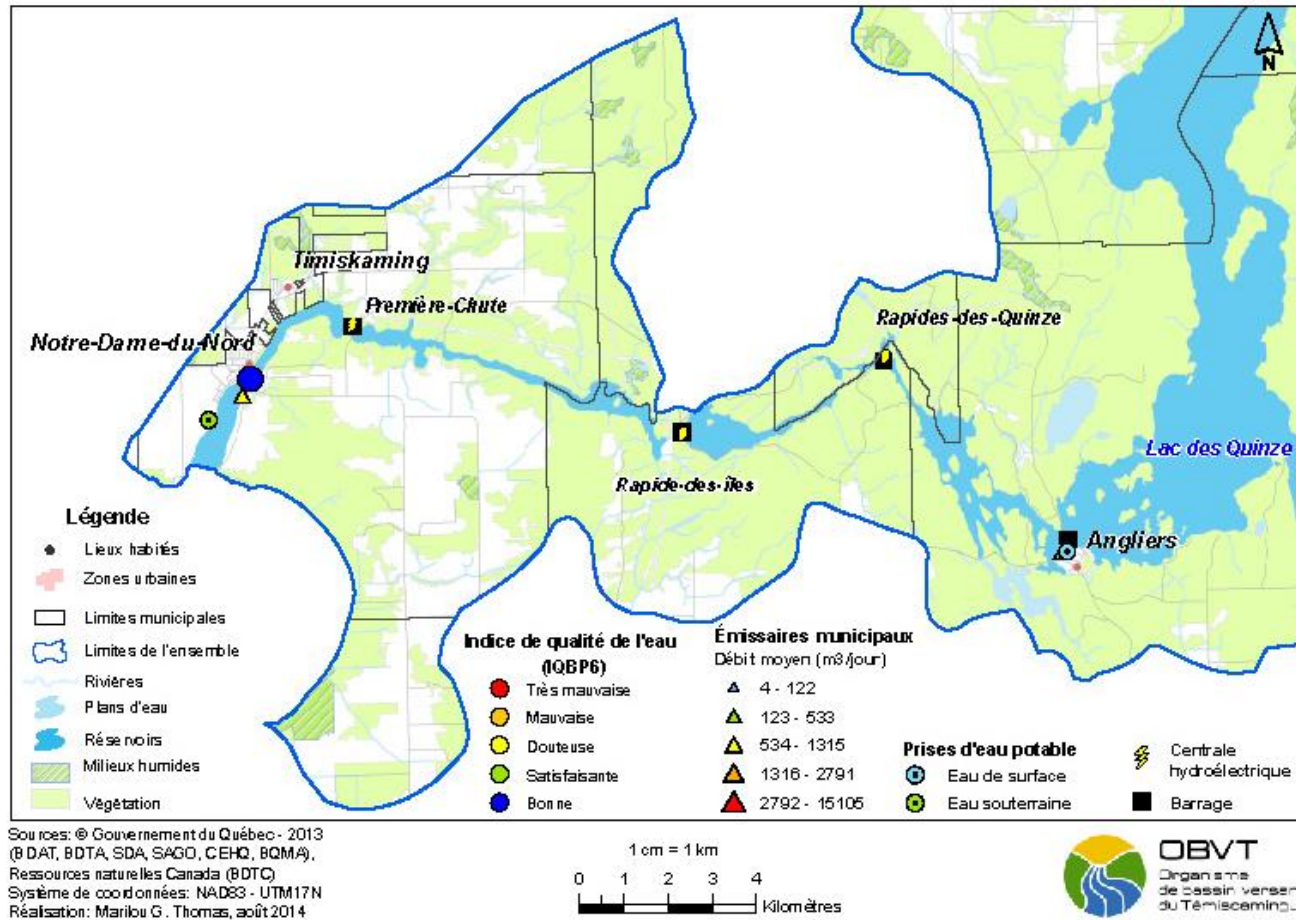 N
Timiskaming
Première-Chute
Notre-Dame-du-Nord
Rapides-des-Quinze
Lac des Quinze
Rapide-des-îles
Angliers
Légende
Lieux habités
Zones urbaines
Limites municipales
Limites de l'ensemble
Rivières
Plans d'eau
Réservoirs
Milieux humides
Végétation
Indice de qualité de l'eau
(IQBP6)
Très mauvaise
Mauvaise
Douteuse
Satisfaisante
Bonne
Émissaires municipaux
Débit moyen (m3/jour)
4 - 122
123 - 533
534 - 1315
1316 - 2791
2792 - 15105
Prises d'eau potable
Eau de surface
Eau souterraine
Centrale
hydroélectrique
Barrage
Sources: © Gouvernement du Québec - 2013
(BDAT, BDTA, SDA, SAGO, CEHQ, BQMA),
Ressources naturelles Canada (BDTC)
Système de coordonnées: NAD83 - UTM17N
Réalisation: Marilou G. Thomas, août 2014
1 cm = 1 km
0 1 2 3 4
Kilomètres
OBVT
Organisme
de bassin versan
du Témiscamingu